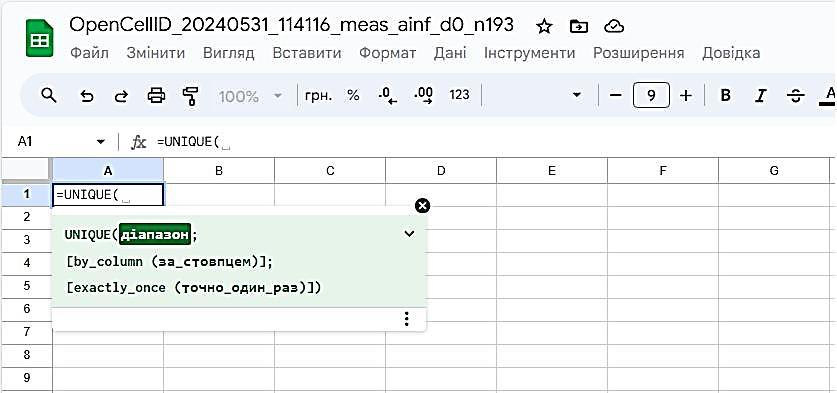 OpenCellID_20240531_114116_meas_ainf_d0_n193
Файл Змінити Вигляд Вставити Формат Дані Інструменти Розширення Довідка
100% грн. % .0 .00 123 9 B I S A
A1 fx =UNIQUE(
A B C D E F G
1 =UNIQUE(
2
UNIQUE(діапазон;
3
[by_column (за_стовпцем)];
4
[exactly_once (точно_один_раз)])
5
6
7
8
9